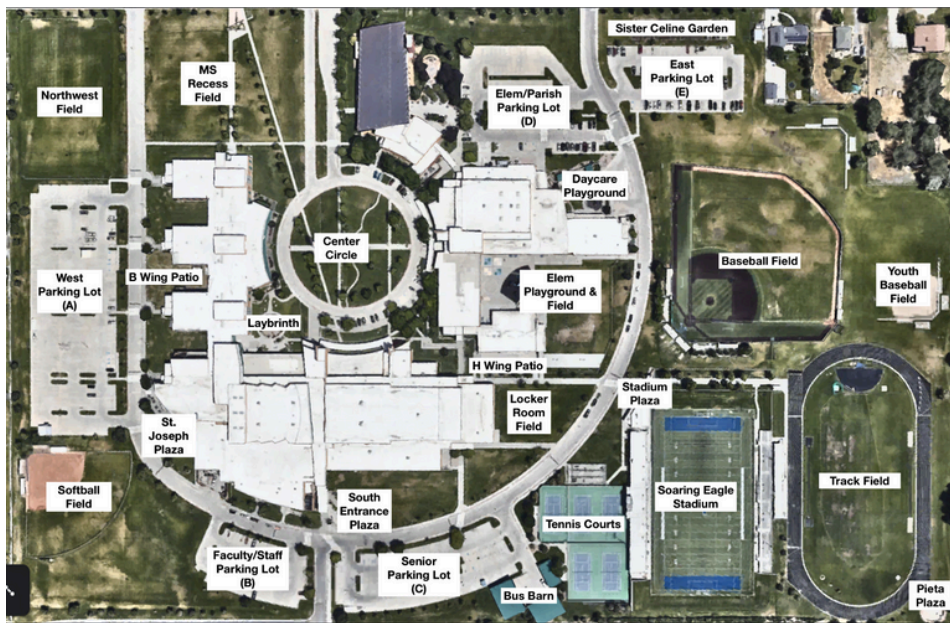 Sister Celine Garden
MS
Recess
Field
East
Parking Lot
(E)
Northwest
Field
Elem/Parish
Parking Lot
(D)
Daycare
Playground
Center
Circle
Baseball Field
West
Parking Lot
(A)
B Wing Patio
Elem
Playground &
Field
Youth
Baseball
Field
Laybrinth
H Wing Patio
Stadium
Plaza
Locker
Room
Field
St.
Joseph
Plaza
Softball
Field
South
Entrance
Plaza
Tennis Courts
Soaring Eagle
Stadium
Track Field
Faculty/Staff
Parking Lot
(B)
Senior
Parking Lot
(C)
Bus Barn
Pieta
Plaza